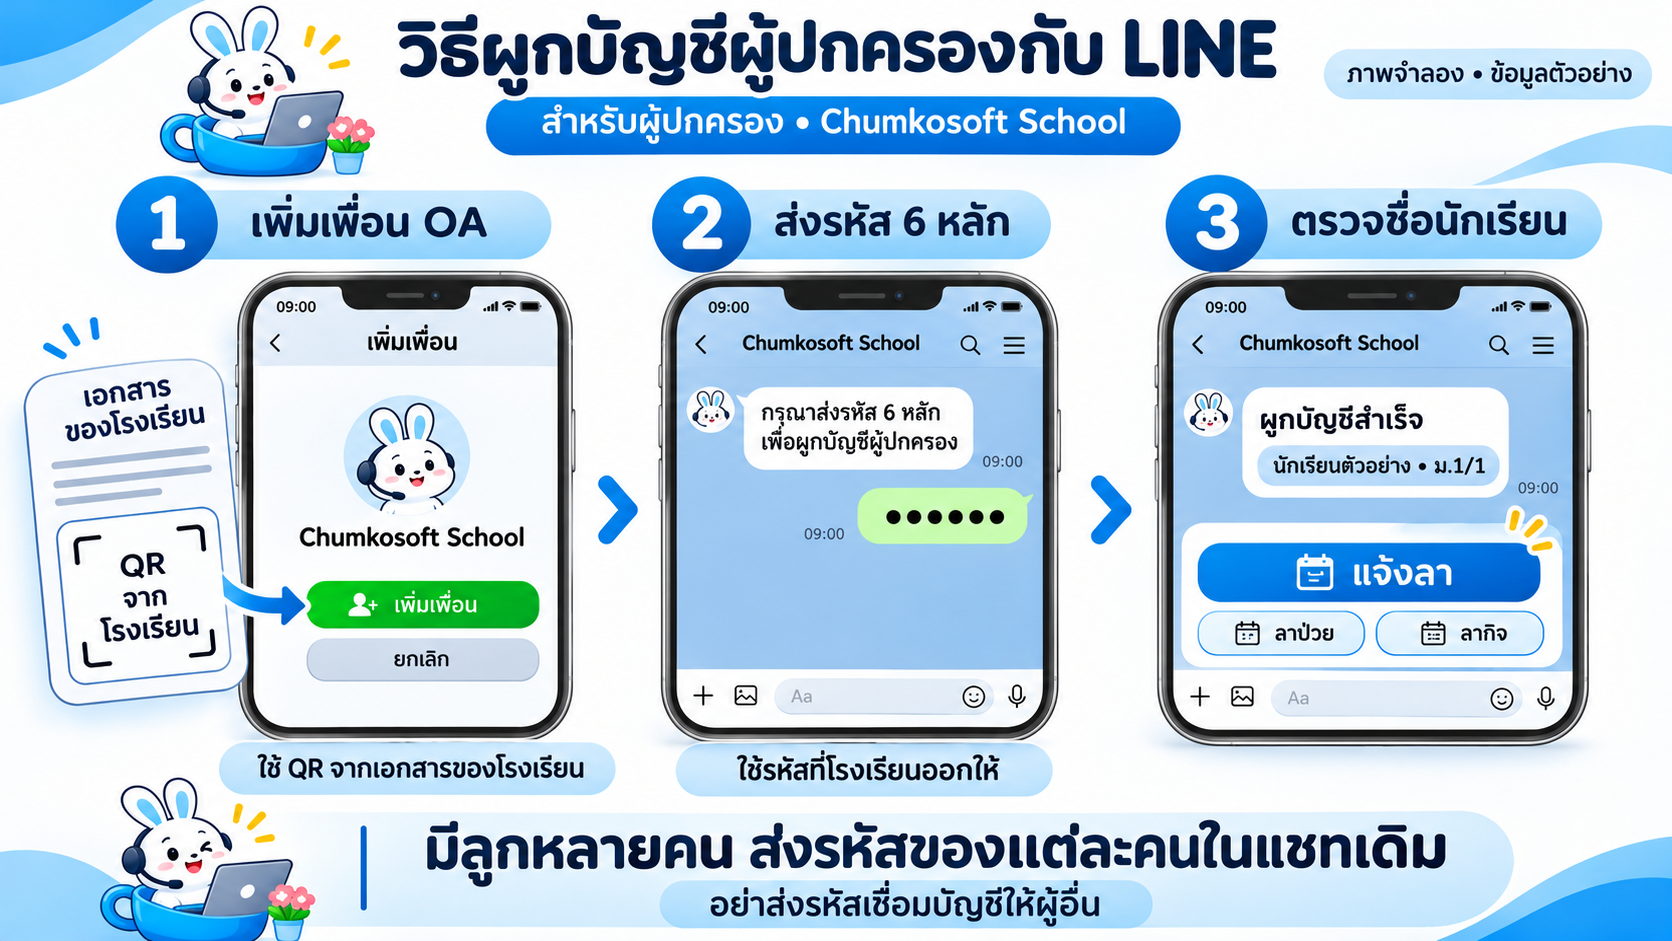 วิธีผูกบัญชีผู้ปกครองกับ LINE
สำหรับผู้ปกครอง • Chumkosoft School
ภาพจำลอง • ข้อมูลตัวอย่าง
1 เพิ่มเพื่อน OA
เอกสาร
ของโรงเรียน
QR
จาก
โรงเรียน
09:00
เพิ่มเพื่อน
Chumkosoft School
เพิ่มเพื่อน
ยกเลิก
ใช้ QR จากเอกสารของโรงเรียน
2 ส่งรหัส 6 หลัก
09:00
Chumkosoft School
กรุณาส่งรหัส 6 หลัก
เพื่อผูกบัญชีผู้ปกครอง
09:00
09:00 ●●●●●●
Aa
ใช้รหัสที่โรงเรียนออกให้
3 ตรวจชื่อนักเรียน
09:00
Chumkosoft School
ผูกบัญชีสำเร็จ
นักเรียนตัวอย่าง • ม.1/1
09:00
แจ้งลา
ลาป่วย
ลากิจ
Aa
มีลูกหลายคน ส่งรหัสของแต่ละคนในแชทเดิม
อย่าส่งรหัสเชื่อมบัญชีให้ผู้อื่น